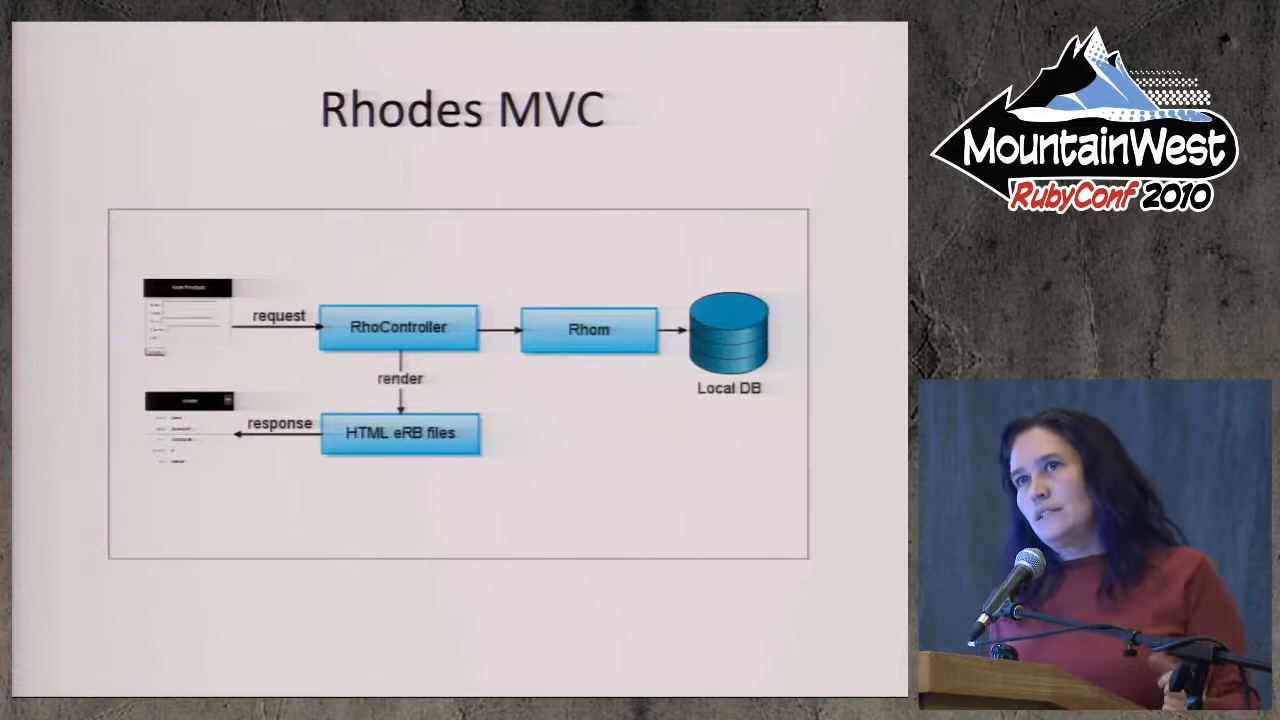 Rhodes MVC
request
RhoController
Rhom
Local DB
render
response
HTML eRB files
MountainWest
RubyConf 2010